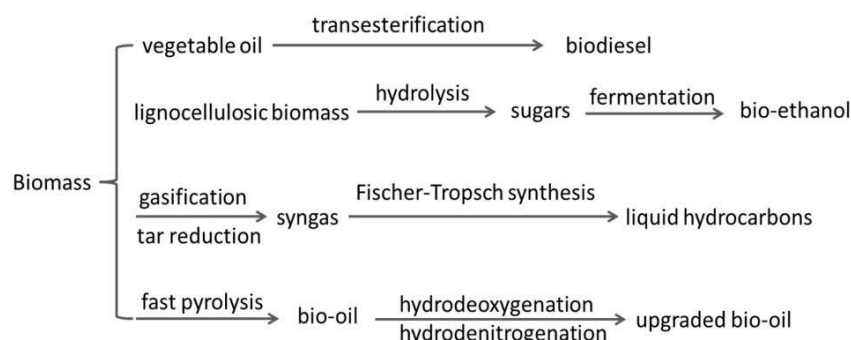 transesterification
vegetable oil biodiesel
hydrolysis fermentation
lignocellulosic biomass sugars bio-ethanol
Biomass
gasification Fischer-Tropsch synthesis
syngas liquid hydrocarbons
tar reduction
fast pyrolysis hydrodeoxygenation
bio-oil upgraded bio-oil
hydrodenitrogenation